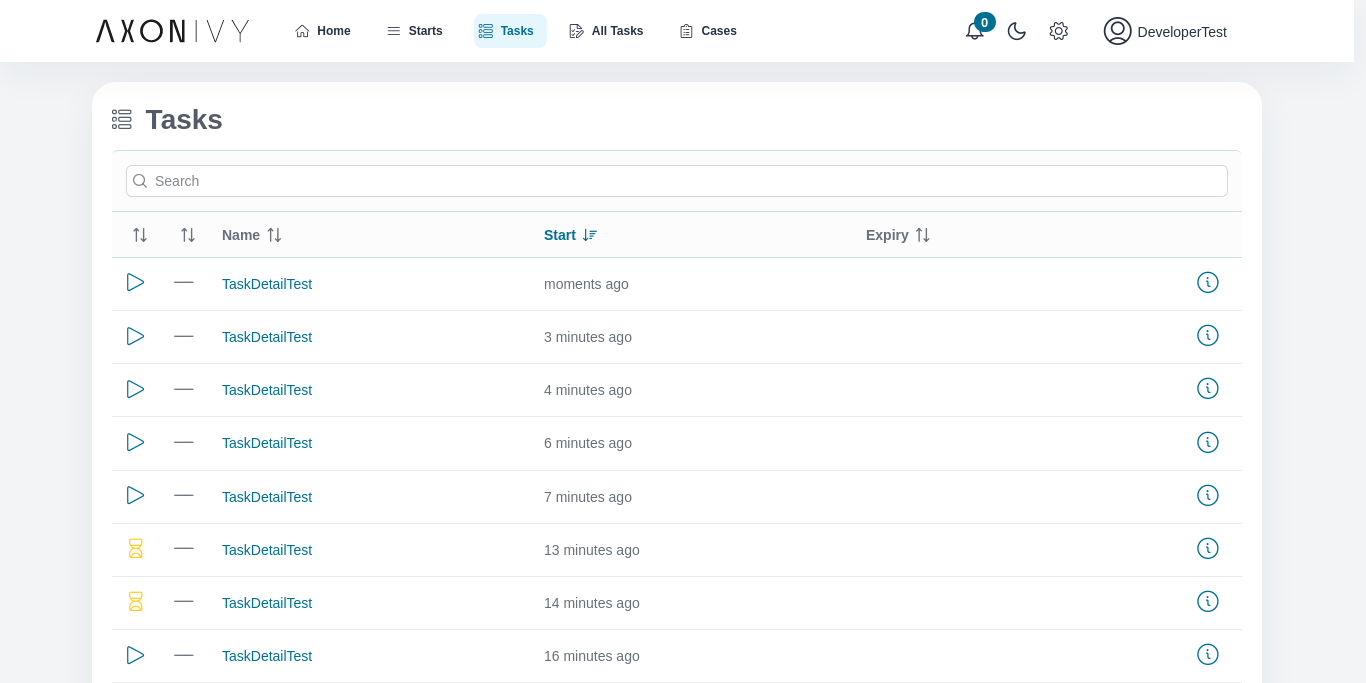 AXONIVY
Home
Starts
Tasks
All Tasks
Cases
0
DeveloperTest
Tasks
Search
Name Start Expiry
TaskDetailTest moments ago
TaskDetailTest 3 minutes ago
TaskDetailTest 4 minutes ago
TaskDetailTest 6 minutes ago
TaskDetailTest 7 minutes ago
TaskDetailTest 13 minutes ago
TaskDetailTest 14 minutes ago
TaskDetailTest 16 minutes ago